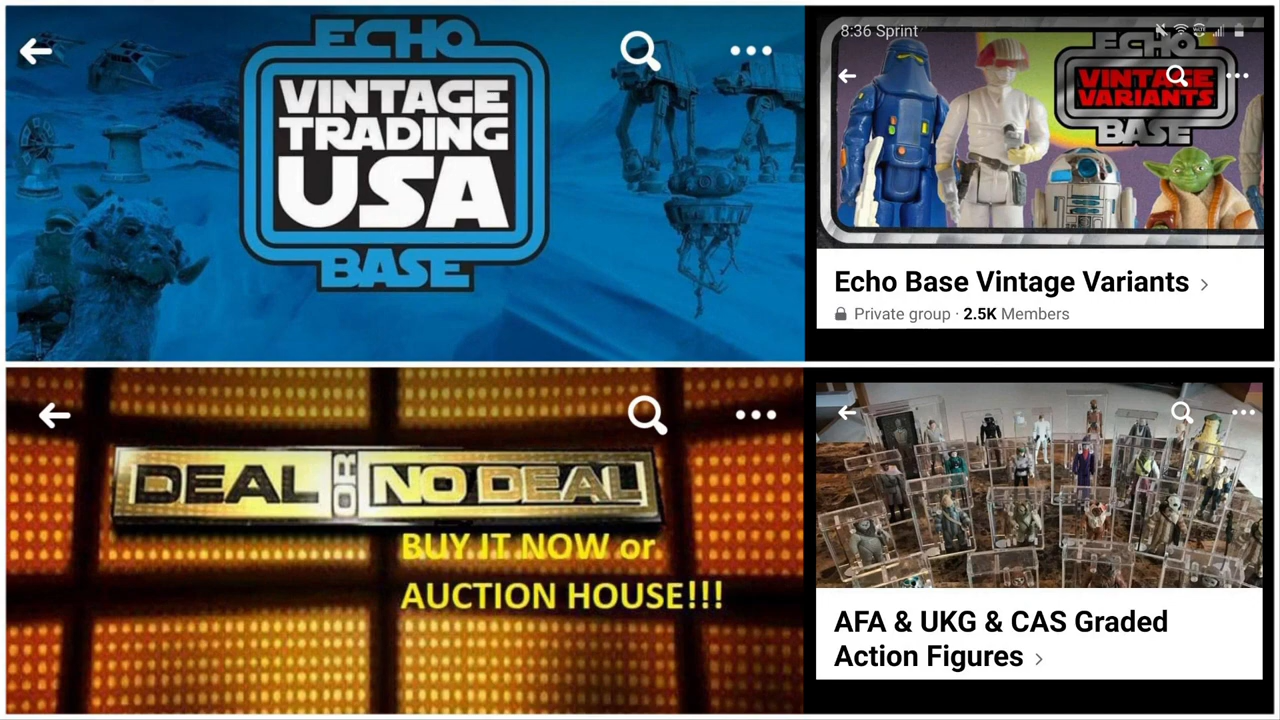 ECHO
VINTAGE
TRADING
USA
BASE
8:36 Sprint
ECHO
VINTAGE
VARIANTS
BASE
Echo Base Vintage Variants
Private group · 2.5K Members
DEAL OR NO DEAL
BUY IT NOW or
AUCTION HOUSE!!!
AFA & UKG & CAS Graded
Action Figures